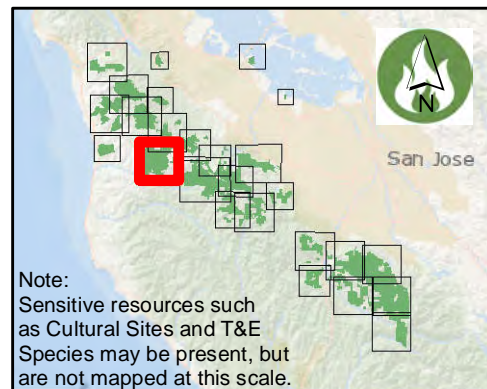 N
San Jose
Note:
Sensitive resources such
as Cultural Sites and T&E
Species may be present, but
are not mapped at this scale.